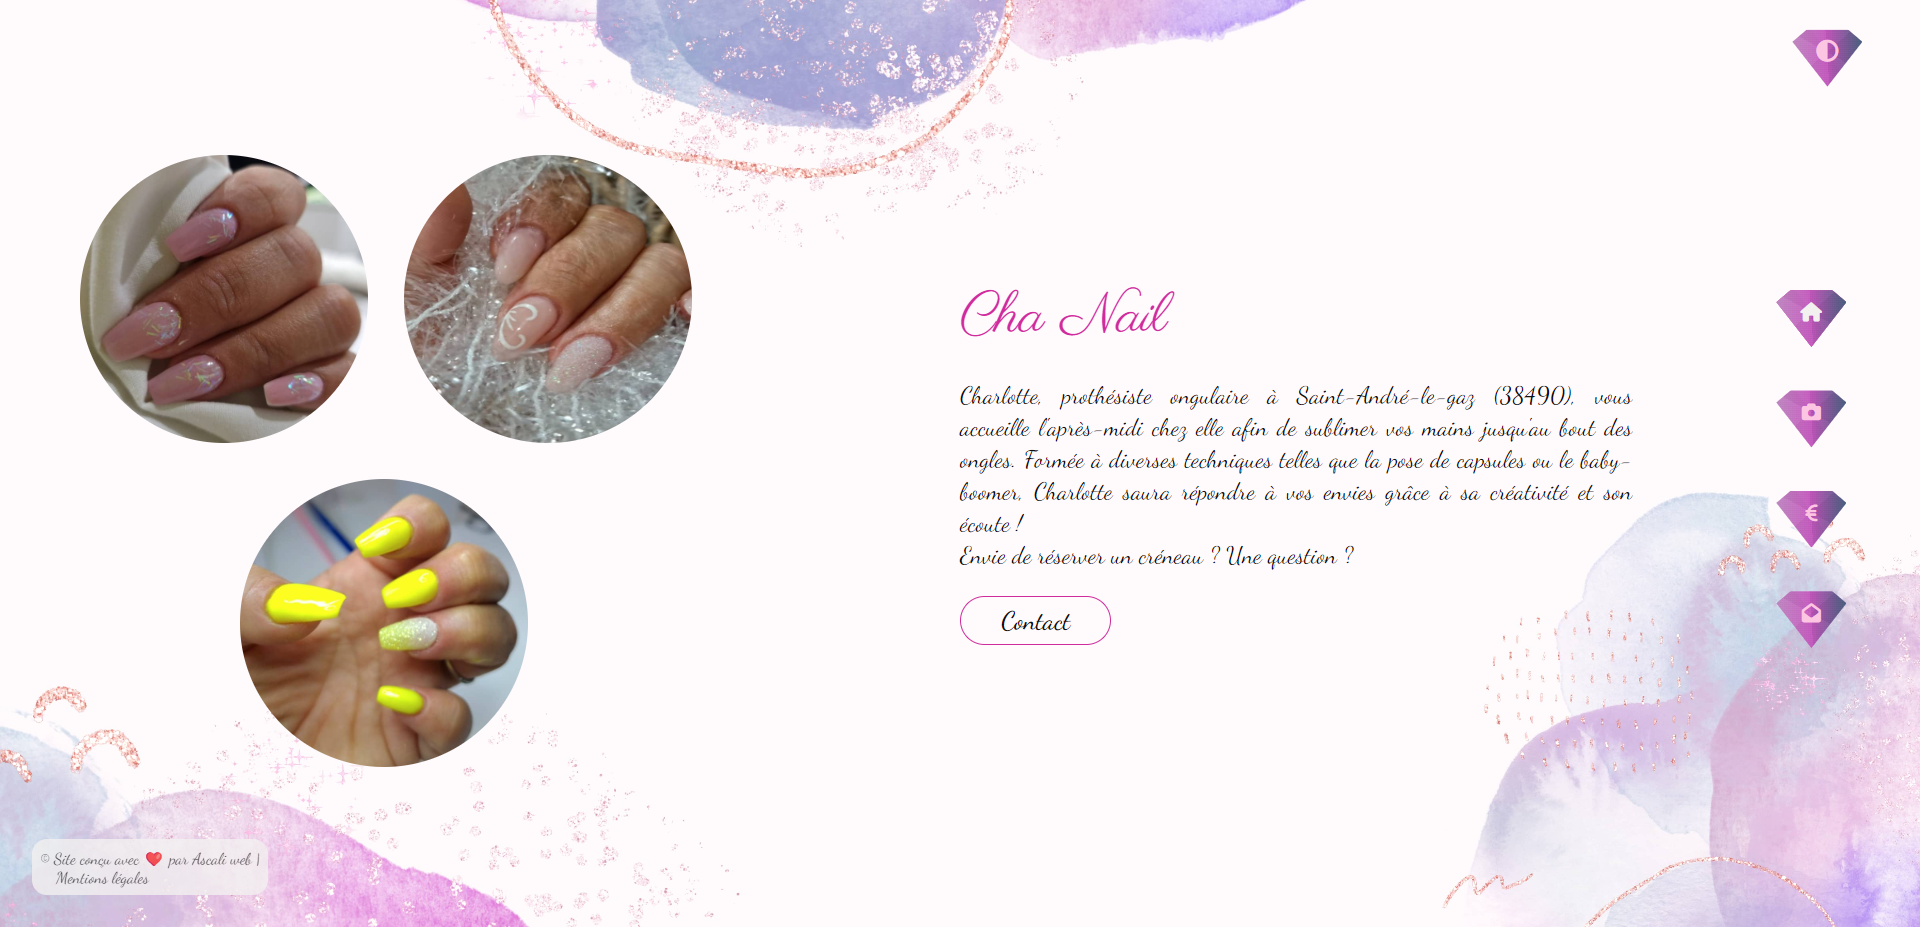 Cha Nail
Charlotte, prothésiste ongulaire à Saint-André-le-gaz (38490), vous
accueille l'après-midi chez elle afin de sublimer vos mains jusqu'au bout des
ongles. Formée à diverses techniques telles que la pose de capsules ou le baby-
boomer, Charlotte saura répondre à vos envies grâce à sa créativité et son
écoute !
Envie de réserver un créneau ? Une question ?
Contact
€
© Site conçu avec ❤️ par Ascali web |
Mentions légales